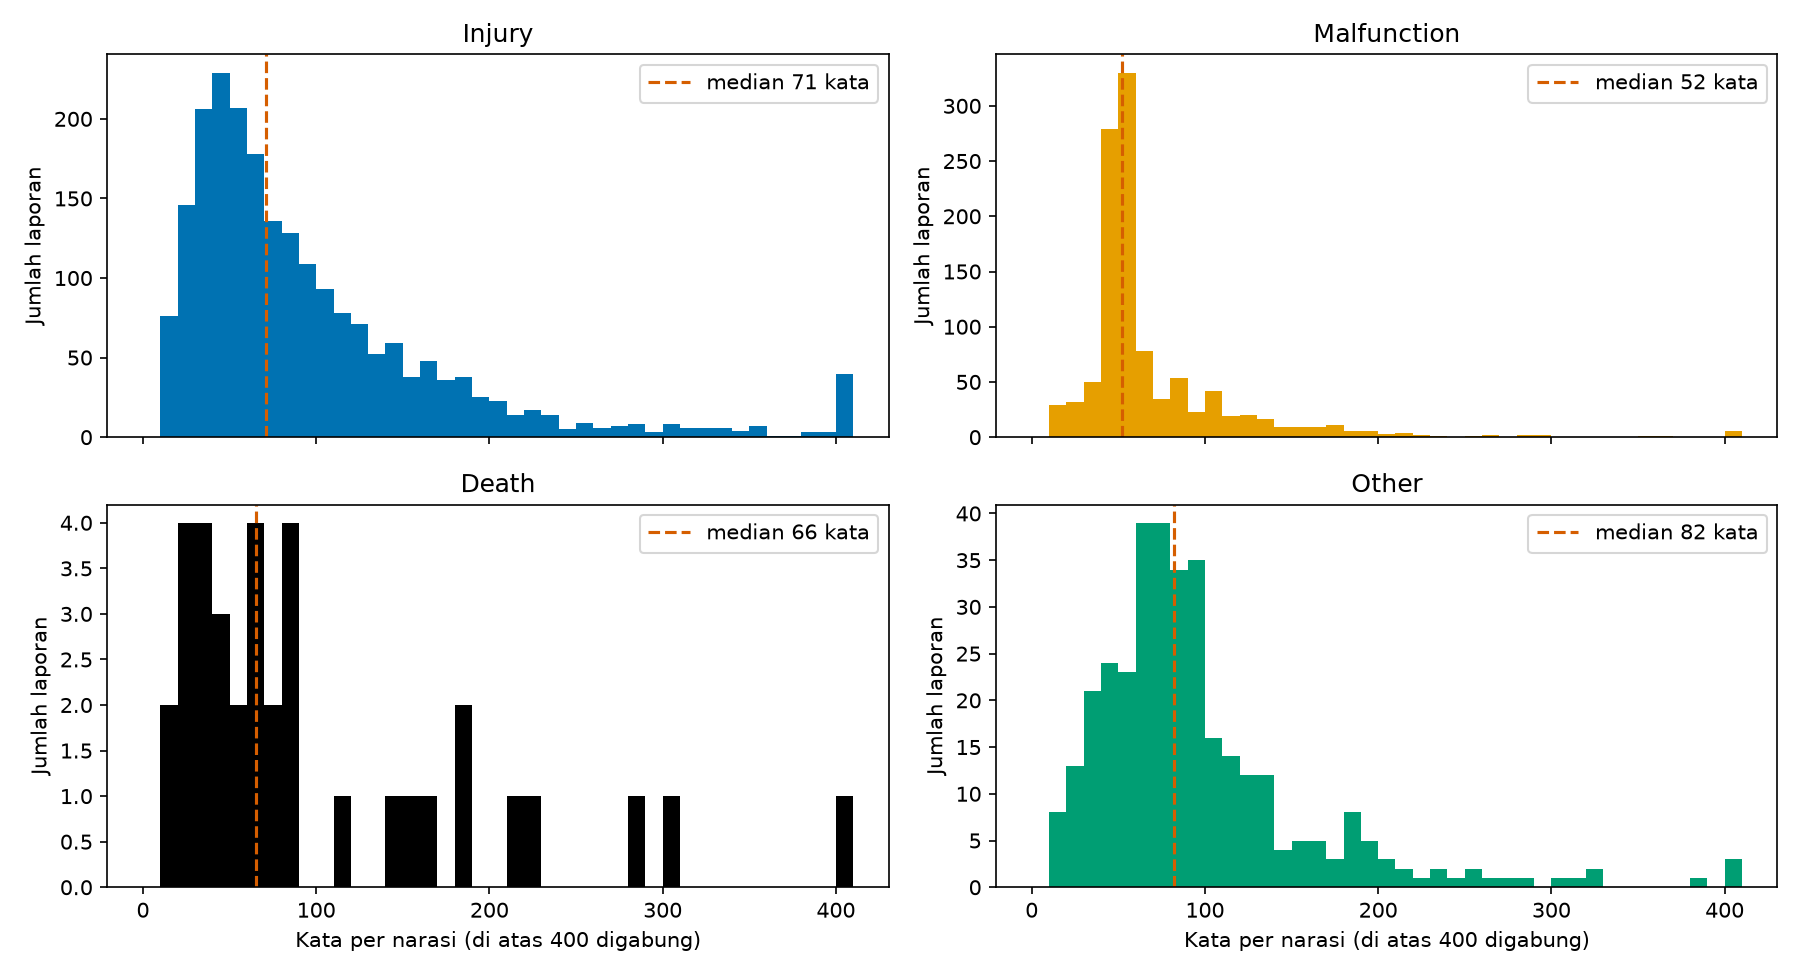 Injury
median 71 kata
Jumlah laporan
200
150
100
50
0
Malfunction
median 52 kata
Jumlah laporan
300
250
200
150
100
50
0
Death
median 66 kata
Jumlah laporan
4.0
3.5
3.0
2.5
2.0
1.5
1.0
0.5
0.0
0 100 200 300 400
Kata per narasi (di atas 400 digabung)
Other
median 82 kata
Jumlah laporan
40
35
30
25
20
15
10
5
0
0 100 200 300 400
Kata per narasi (di atas 400 digabung)